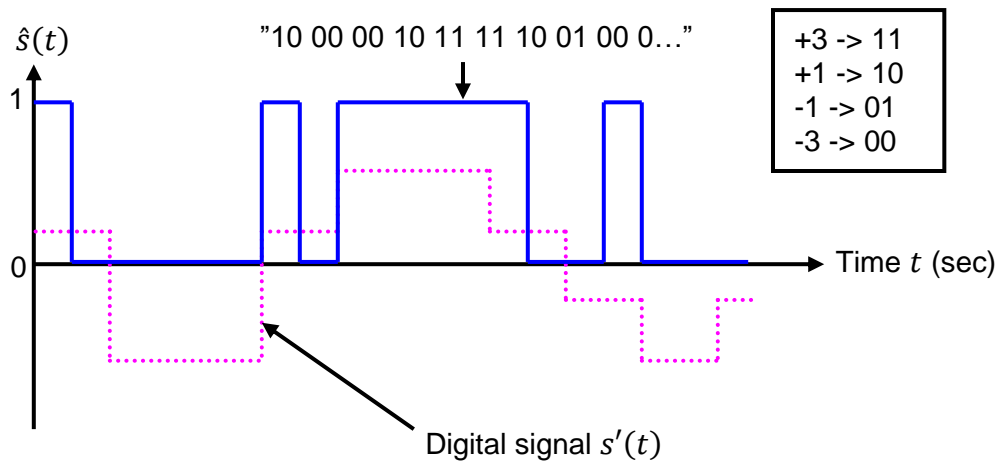 ”10 00 00 10 11 11 10 01 00 0…”
ŝ(t)
+3 -> 11
+1 -> 10
-1 -> 01
-3 -> 00
1
0
Time t (sec)
Digital signal s′(t)